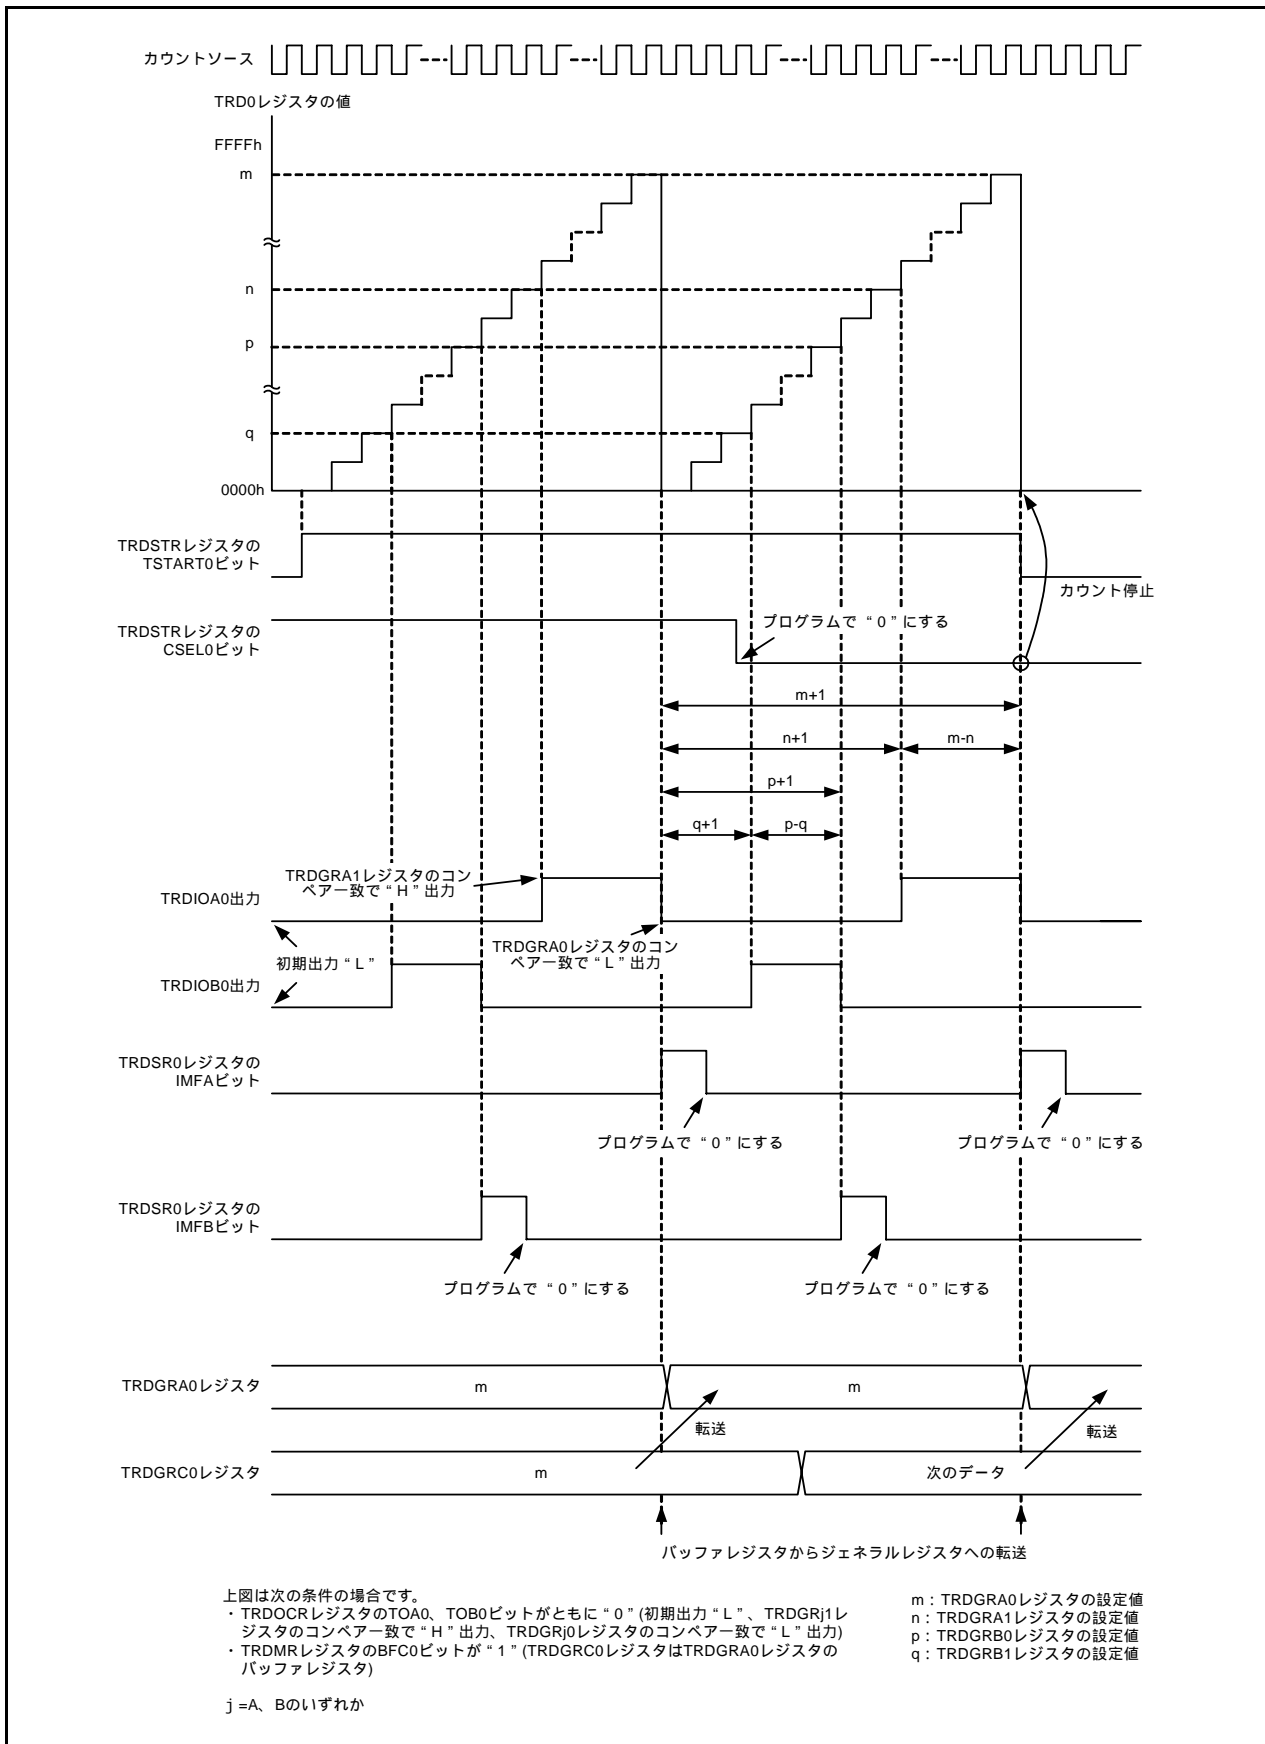 カウントソース
TRD0レジスタの値
FFFFh
m
n
p
q
0000h
TRDSTRレジスタの
TSTART0ビット
カウント停止
TRDSTRレジスタの
CSEL0ビット
プログラムで“0”にする
m+1
n+1
m-n
p+1
q+1
p-q
TRDGRA1レジスタのコン
ペア一致で“H”出力
TRDIOA0出力
TRDGRA0レジスタのコン
ペア一致で“L”出力
初期出力“L”
TRDIOB0出力
TRDSR0レジスタの
IMFAビット
プログラムで“0”にする
プログラムで“0”にする
TRDSR0レジスタの
IMFBビット
プログラムで“0”にする
プログラムで“0”にする
TRDGRA0レジスタ
m
m
転送
転送
TRDGRC0レジスタ
m
次のデータ
バッファレジスタからジェネラルレジスタへの転送
上図は次の条件の場合です。
・TRDOCRレジスタのTOA0、TOB0ビットがともに“0”(初期出力“L”、TRDGRj1レ
ジスタのコンペア一致で“H”出力、TRDGRj0レジスタのコンペア一致で“L”出力)
・TRDMRレジスタのBFC0ビットが“1”(TRDGRC0レジスタはTRDGRA0レジスタの
バッファレジスタ)
j=A、Bのいずれか
m:TRDGRA0レジスタの設定値
n:TRDGRA1レジスタの設定値
p:TRDGRB0レジスタの設定値
q:TRDGRB1レジスタの設定値